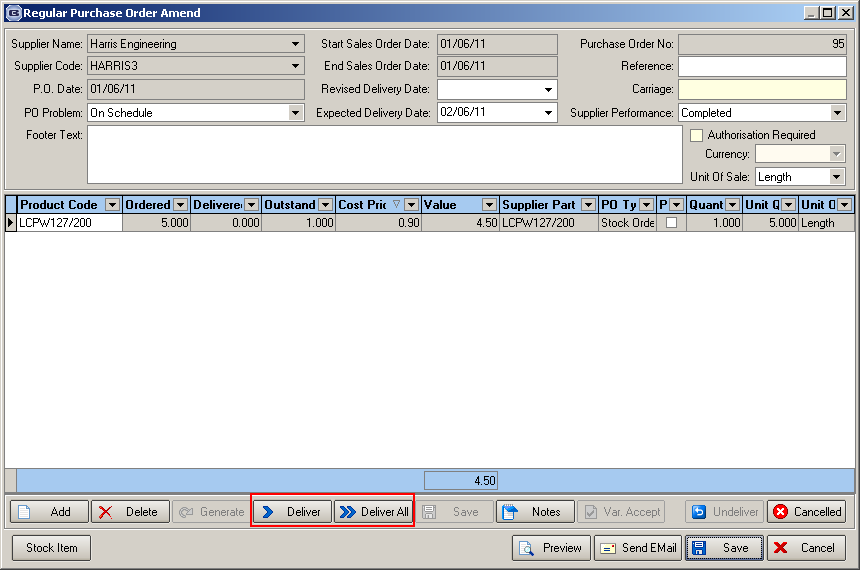 Regular Purchase Order Amend
Supplier Name: Harris Engineering Start Sales Order Date: 01/06/11 Purchase Order No: 95
Supplier Code: HARRIS3 End Sales Order Date: 01/06/11 Reference:
P.O. Date: 01/06/11 Revised Delivery Date: Carriage:
PO Problem: On Schedule Expected Delivery Date: 02/06/11 Supplier Performance: Completed
Footer Text: Authorisation Required
Currency:
Unit Of Sale: Length
Product Code Ordered Delivered Outstand Cost Pric Value Supplier Part PO Ty P Quant Unit Q Unit O
LCPW127/200 5.000 0.000 1.000 0.90 4.50 LCPW127/200 Stock Orde 1.000 5.000 Length
4.50
Add Delete Generate Deliver Deliver All Save Notes Var. Accept Undeliver Cancelled
Stock Item Preview Send EMail Save Cancel